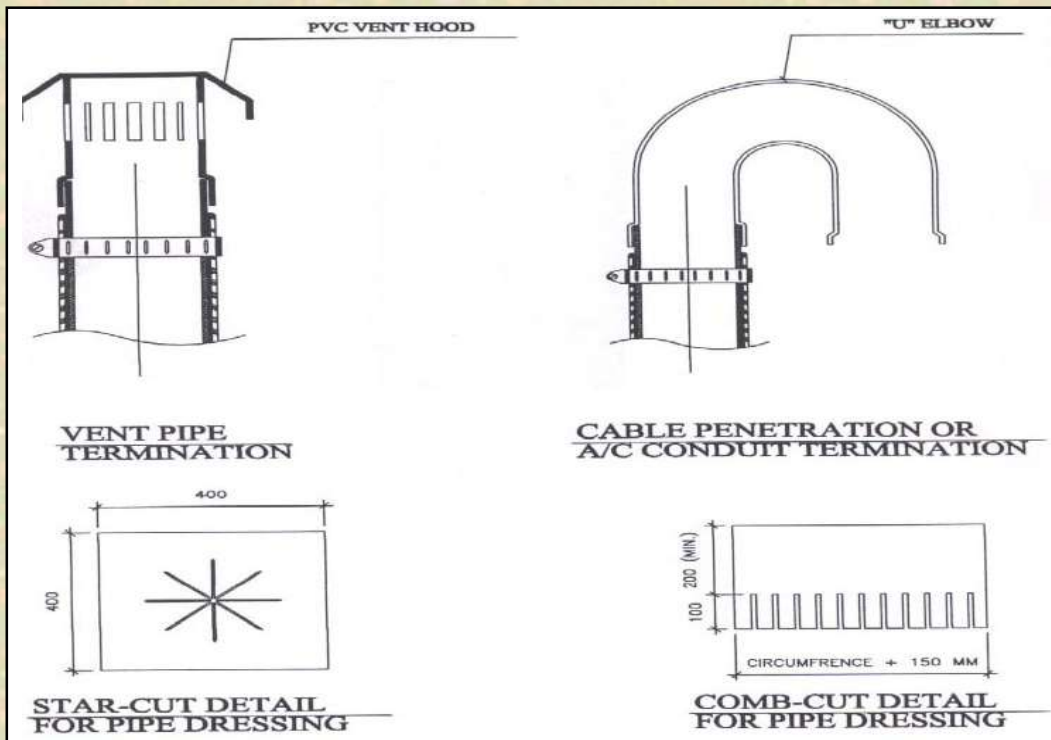 PVC VENT HOOD
"U" ELBOW
VENT PIPE
TERMINATION
CABLE PENETRATION OR
A/C CONDUIT TERMINATION
400
400
STAR-CUT DETAIL
FOR PIPE DRESSING
200 (MIN.)
100
CIRCUMFRENCE + 150 MM
COMB-CUT DETAIL
FOR PIPE DRESSING